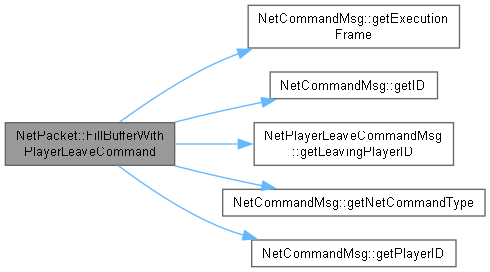 NetCommandMsg::getExecution
Frame
NetCommandMsg::getID
NetPacket::FillBufferWith
PlayerLeaveCommand
NetPlayerLeaveCommandMsg
::getLeavingPlayerID
NetCommandMsg::getNetCommandType
NetCommandMsg::getPlayerID